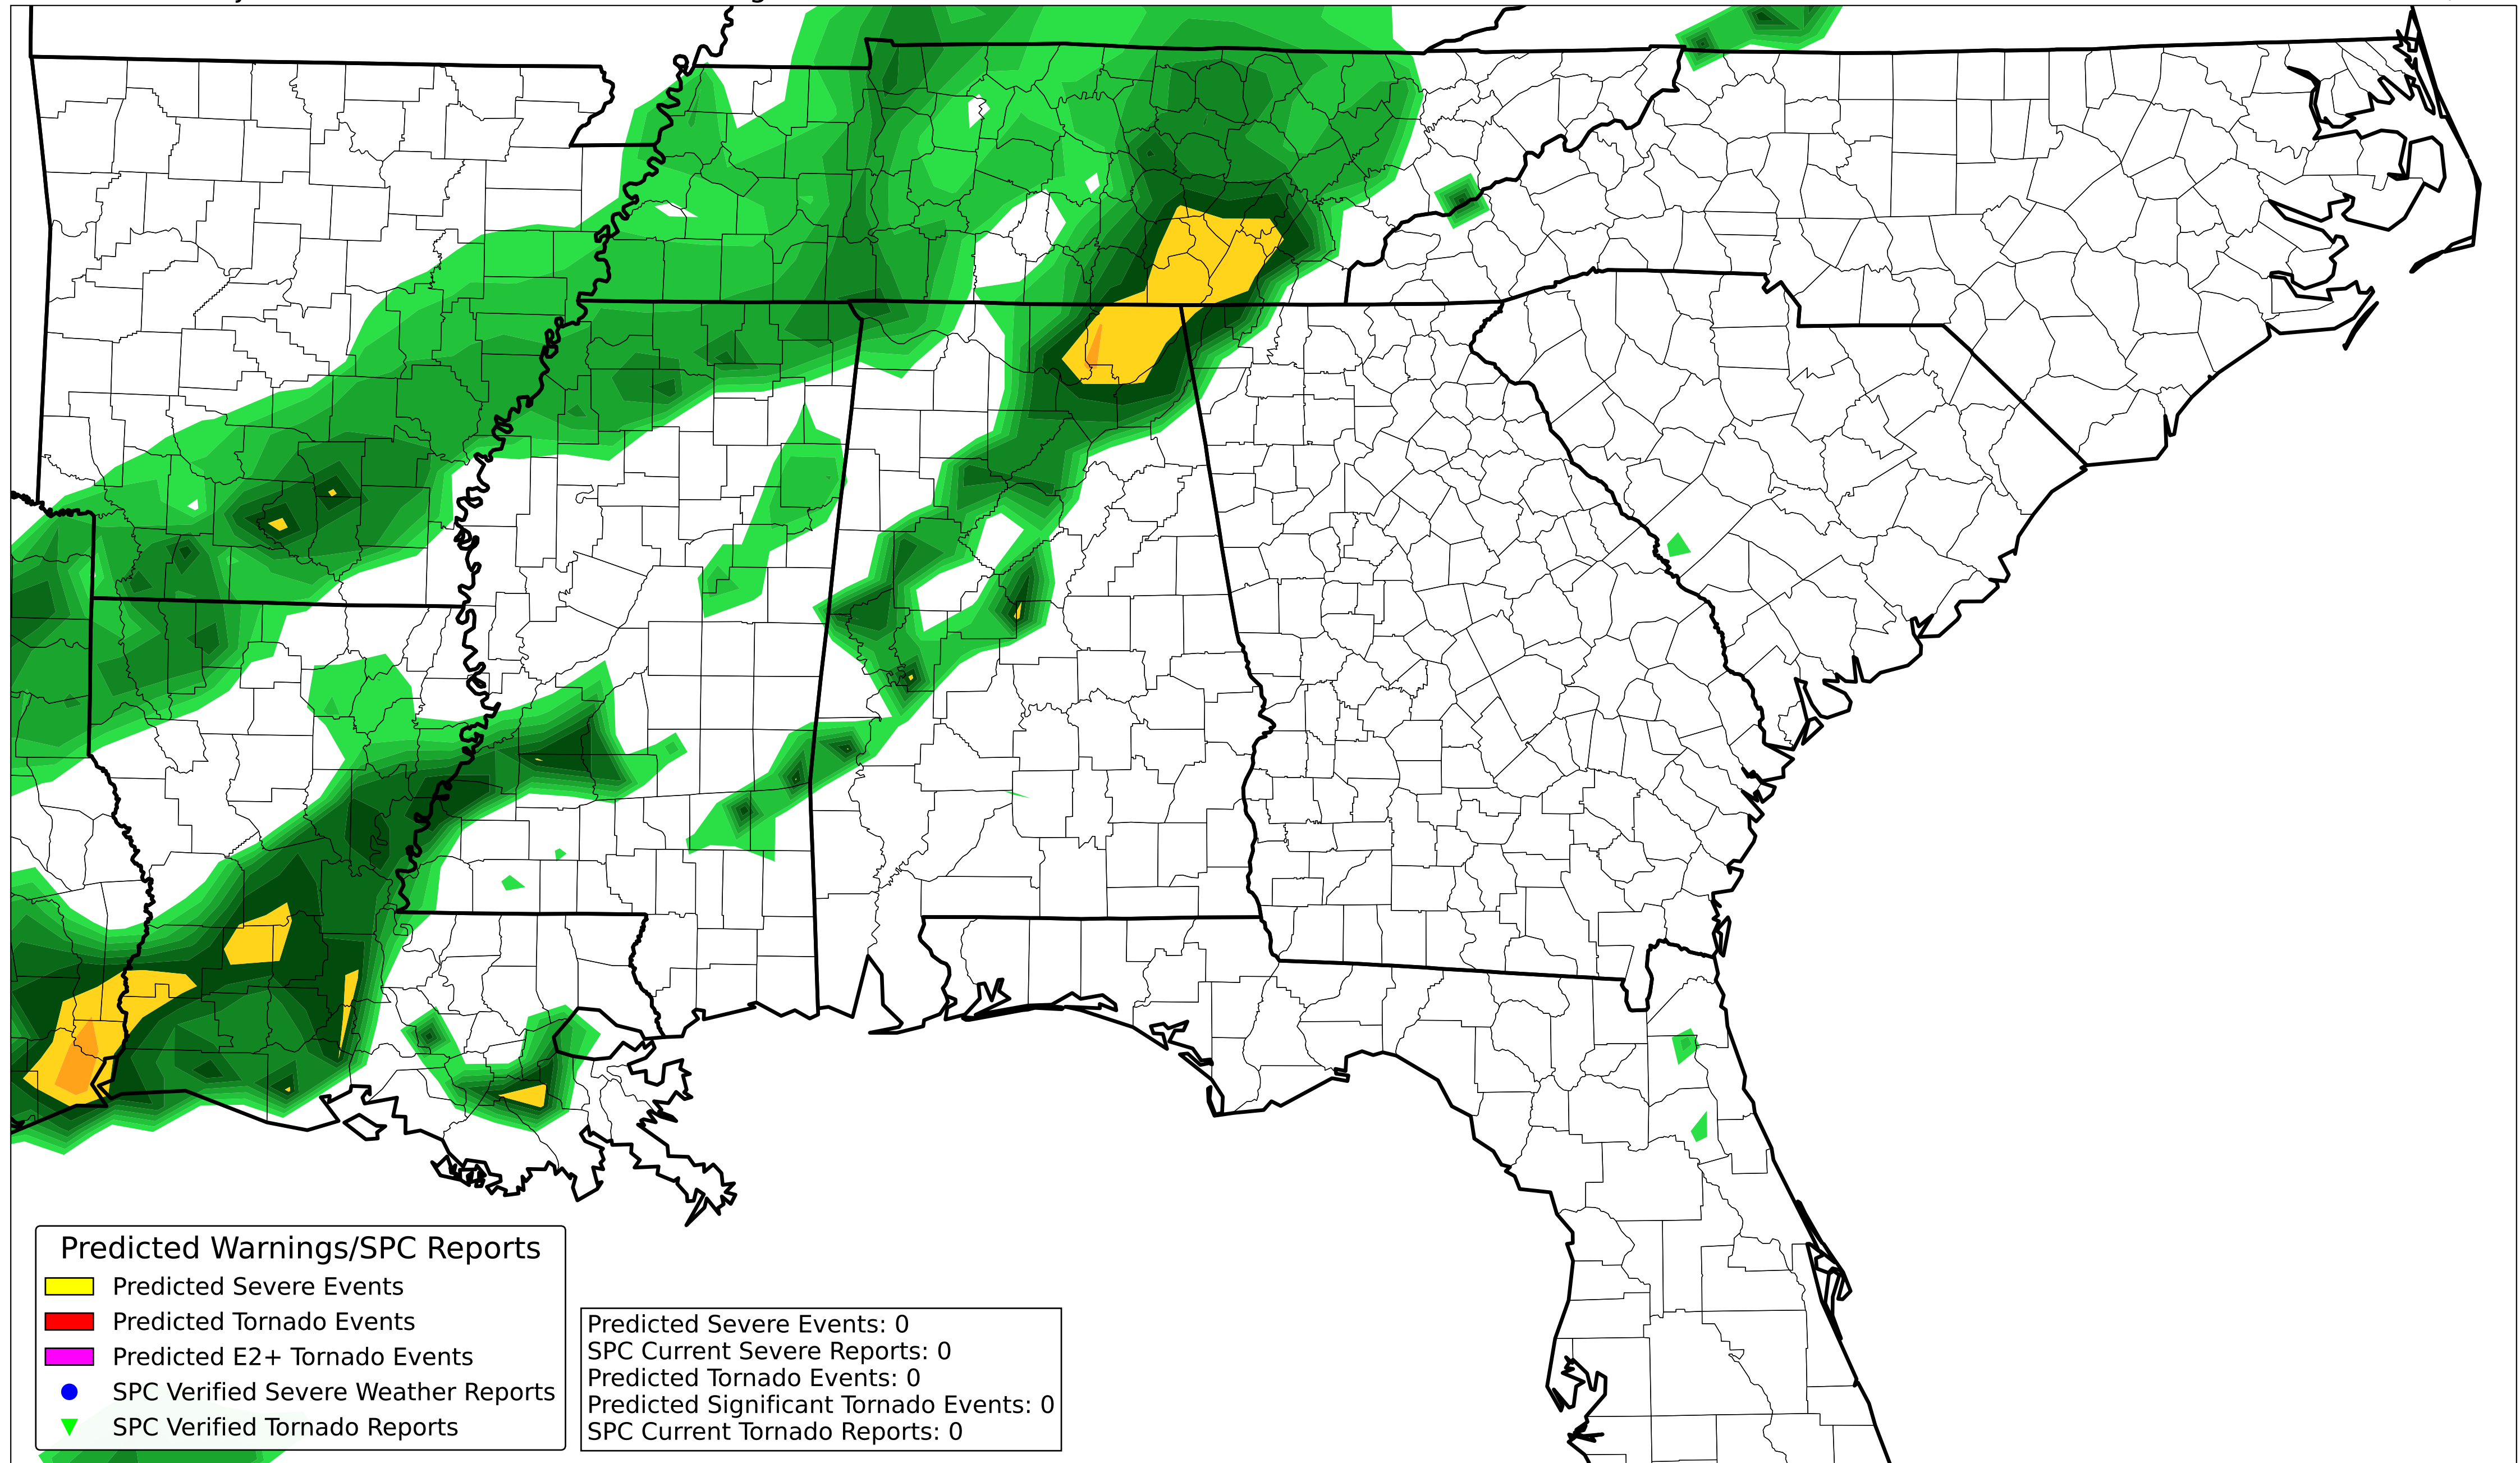 Predicted Warnings/SPC Reports
Predicted Severe Events
Predicted Tornado Events
Predicted E2+ Tornado Events
SPC Verified Severe Weather Reports
SPC Verified Tornado Reports
Predicted Severe Events: 0
SPC Current Severe Reports: 0
Predicted Tornado Events: 0
Predicted Significant Tornado Events: 0
SPC Current Tornado Reports: 0